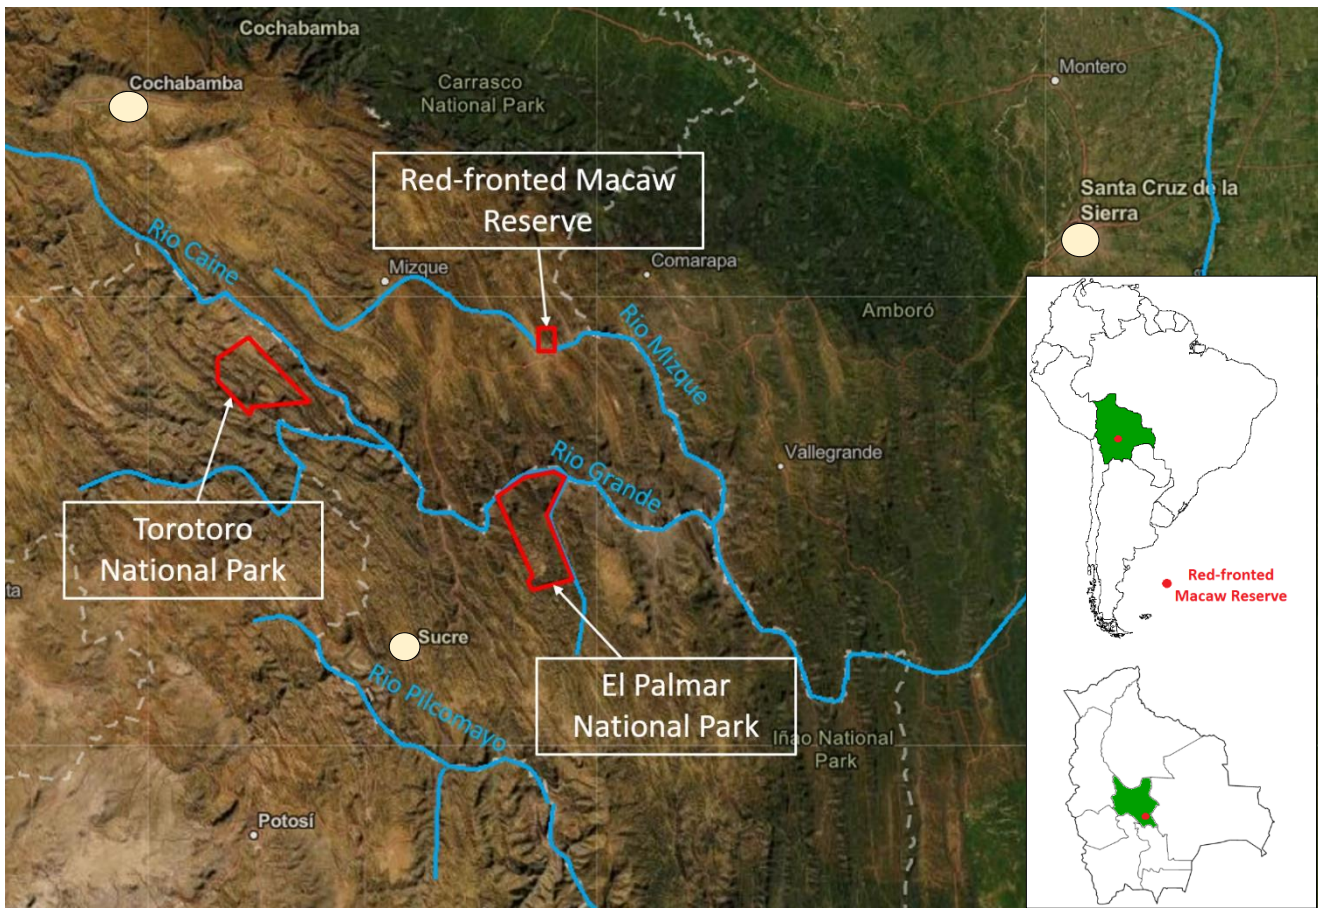 Cochabamba
Cochabamba
Carrasco
National Park
Montero
Red-fronted Macaw
Reserve
Santa Cruz de la
Sierra
Rio Caine
Mizque
Comarapa
Amboró
Rio Mizque
Vallegrande
Rio Grande
Torotoro
National Park
ta
Sucre
Rio Pilcomayo
El Palmar
National Park
Iñao National
Park
Potosí
Red-fronted
Macaw Reserve